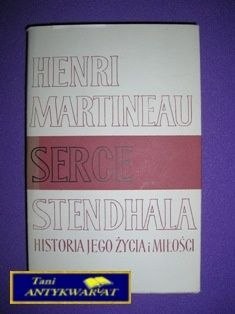 HENRI
MARTINEAU
SERCE
STENDHALA
HISTORIA JEGO ŻYCIA i MIŁOŚCI
Tani
ANTYKWARIAT